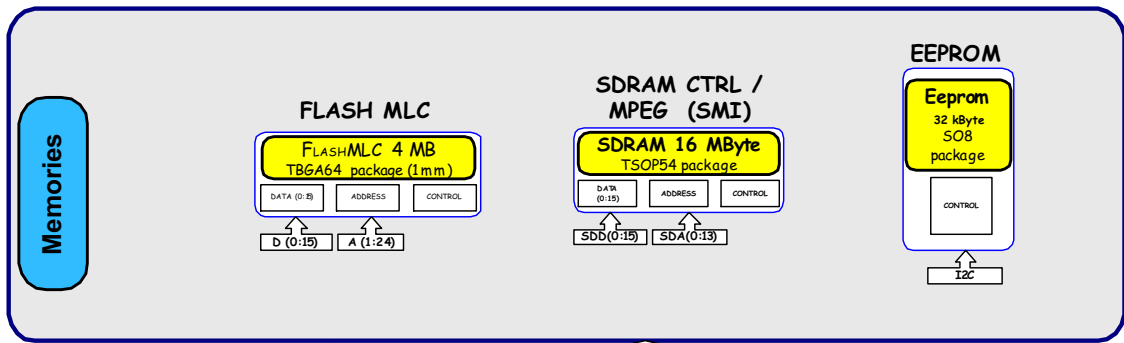 Memories
FLASH MLC
FLASHMLC 4 MB
TBGA64 package (1mm)
DATA (0:15)
ADDRESS
CONTROL
D (0:15)
A (1:24)
SDRAM CTRL /
MPEG (SMI)
SDRAM 16 MByte
TSOP54 package
DATA
(0:15)
ADDRESS
CONTROL
SDD(0:15)
SDA(0:13)
EEPROM
Eeprom
32 kByte
SO8
package
CONTROL
I2C